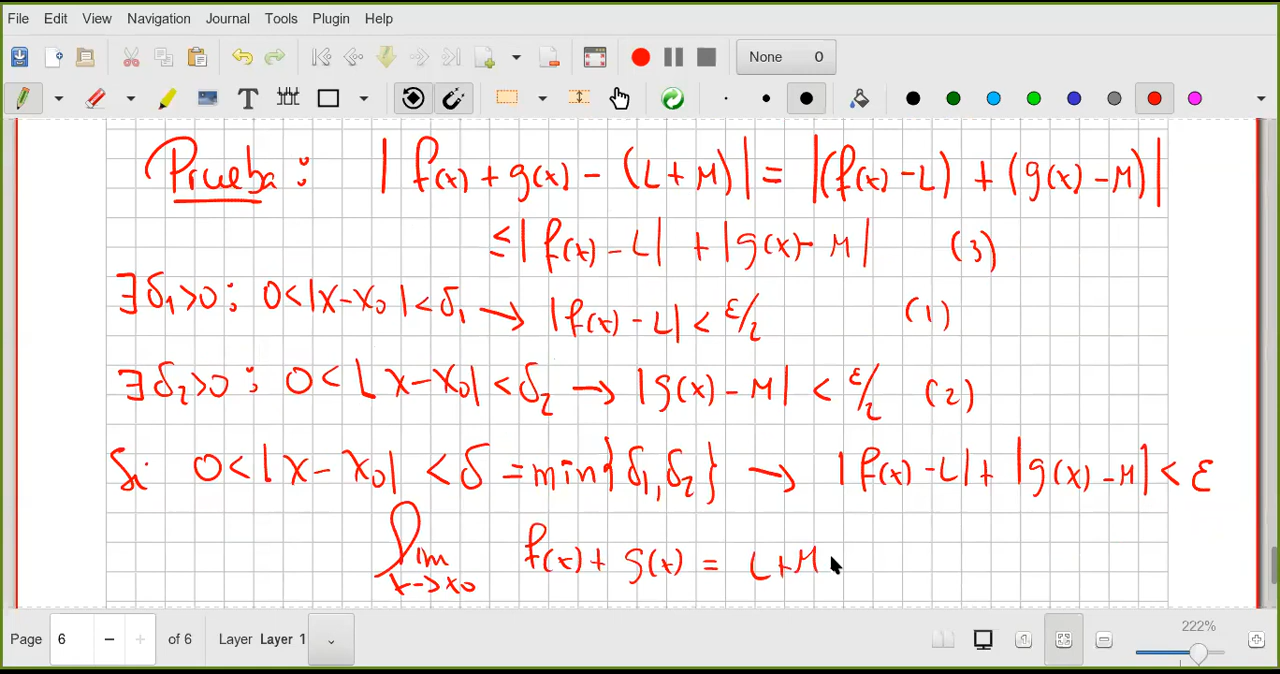 File Edit View Navigation Journal Tools Plugin Help
None 0
Prueba: |f(x) + g(x) - (L+M)| = |(f(x)-L) + (g(x)-M)|
≤ |f(x)-L| + |g(x)-M| (3)
∃δ₁>0: 0<|x-x₀|<δ₁ → |f(x)-L| < ε/2 (1)
∃δ₂>0: 0<|x-x₀|<δ₂ → |g(x)-M| < ε/2 (2)
Si 0<|x-x₀|<δ = min{δ₁,δ₂} → |f(x)-L| + |g(x)-M| < ε
lim x→x₀ f(x) + g(x) = L+M
Page 6 of 6 Layer Layer 1 222%